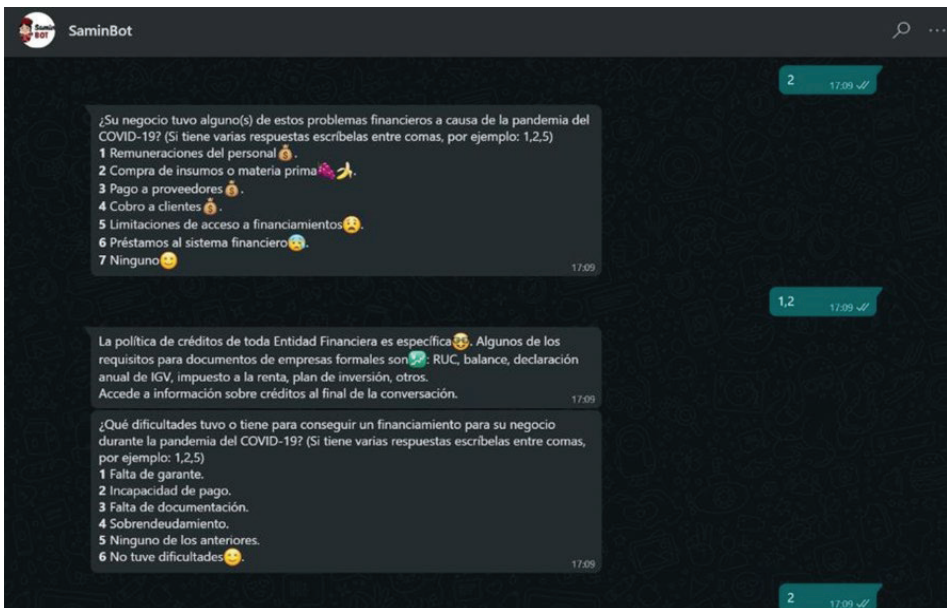 Samin
BOT
SaminBot
2
17:09
¿Su negocio tuvo alguno(s) de estos problemas financieros a causa de la pandemia del
COVID-19? (Si tiene varias respuestas escríbelas entre comas, por ejemplo: 1,2,5)
1 Remuneraciones del personal💰.
2 Compra de insumos o materia prima🍇🍌.
3 Pago a proveedores💰.
4 Cobro a clientes💰.
5 Limitaciones de acceso a financiamientos😧.
6 Préstamos al sistema financiero😰.
7 Ninguno🙂
17:09
1,2
17:09
La política de créditos de toda Entidad Financiera es específica🤓. Algunos de los
requisitos para documentos de empresas formales son💹: RUC, balance, declaración
anual de IGV, impuesto a la renta, plan de inversión, otros.
Accede a información sobre créditos al final de la conversación.
17:09
¿Qué dificultades tuvo o tiene para conseguir un financiamiento para su negocio
durante la pandemia del COVID-19? (Si tiene varias respuestas escríbelas entre comas,
por ejemplo: 1,2,5)
1 Falta de garante.
2 Incapacidad de pago.
3 Falta de documentación.
4 Sobrendeudamiento.
5 Ninguno de los anteriores.
6 No tuve dificultades🙂.
17:09
2
17:09